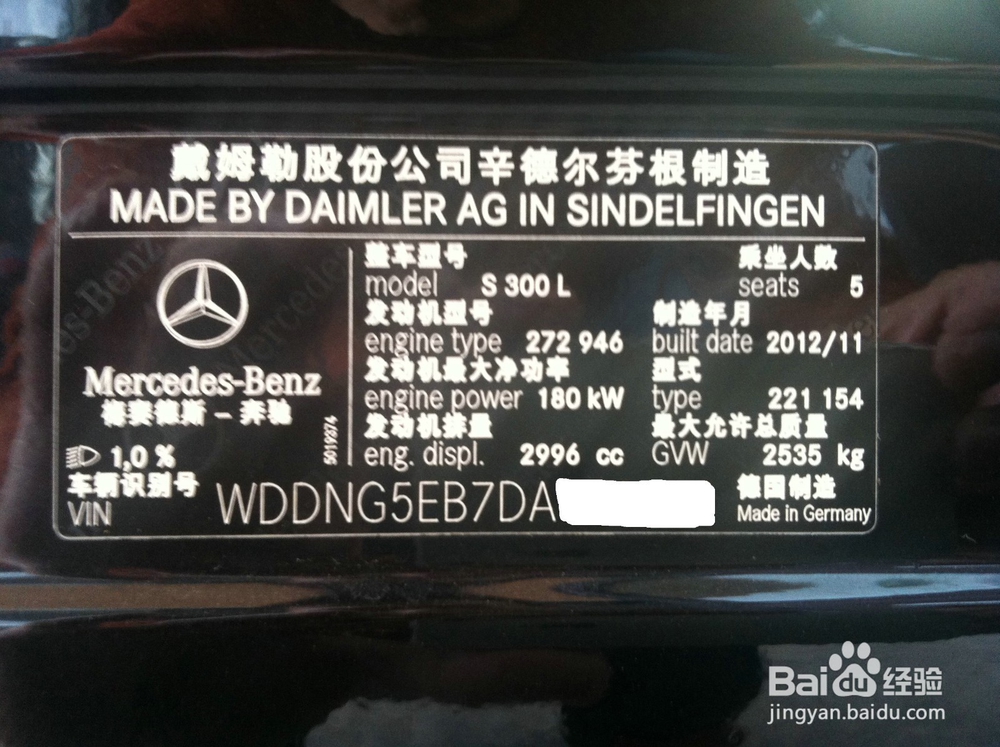 戴姆勒股份公司辛德尔芬根制造
MADE BY DAIMLER AG IN SINDELFINGEN
整车型号 乘坐人数
model S 300 L seats 5
发动机型号 制造年月
engine type 272 946 built date 2012/11
发动机最大净功率 型式
engine power 180 kW type 221 154
发动机排量 最大允许总质量
eng. displ. 2996 cc GVW 2535 kg
Mercedes-Benz
梅赛德斯 - 奔驰
5019374
1,0 %
车辆识别号
VIN WDDNG5EB7DA
德国制造
Made in Germany
Baidu经验
jingyan.baidu.com